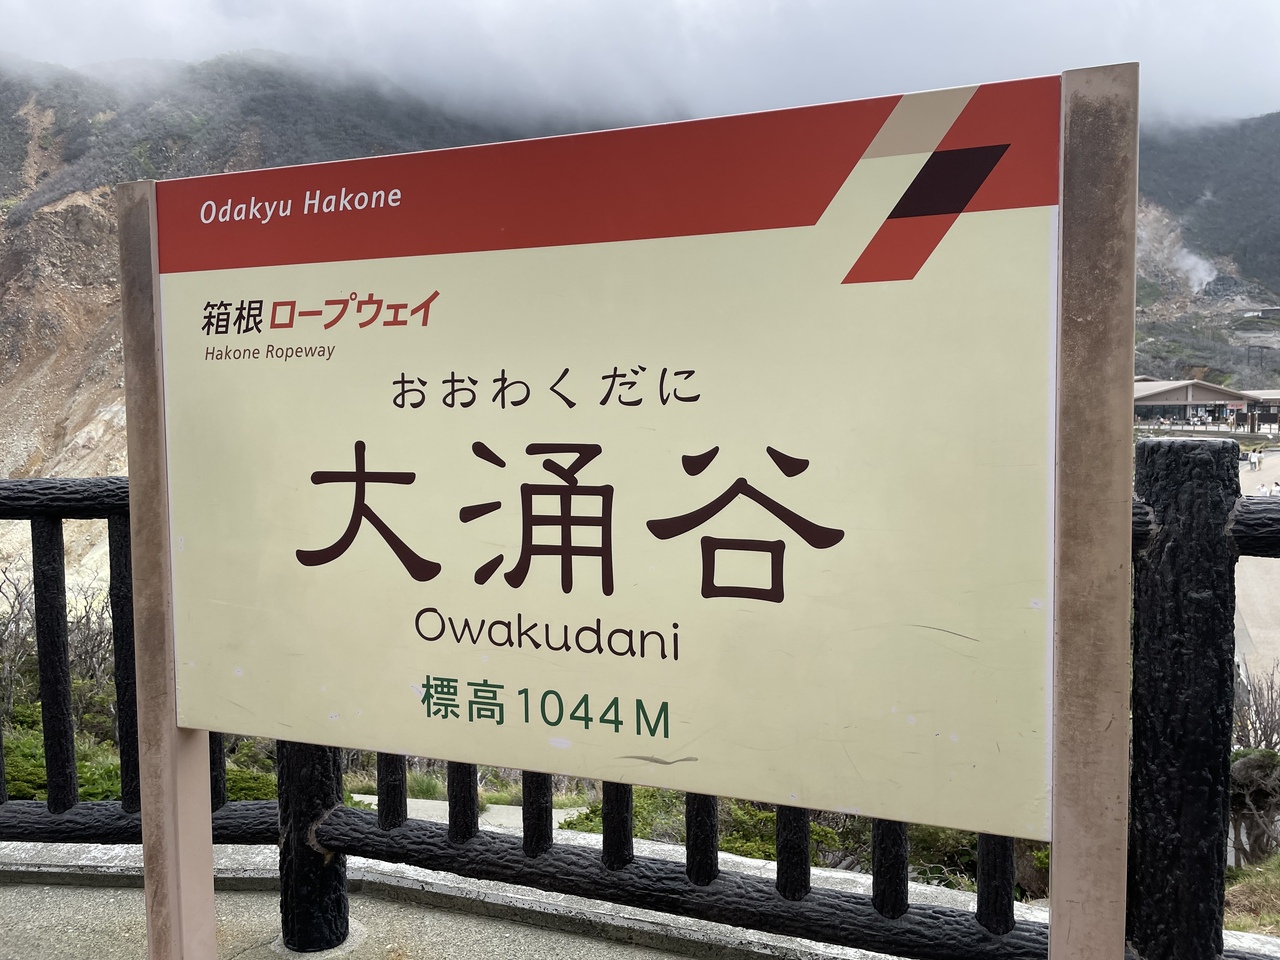 Odakyu Hakone
箱根ロープウェイ
Hakone Ropeway
おおわくだに
大涌谷
Owakudani
標高1044M